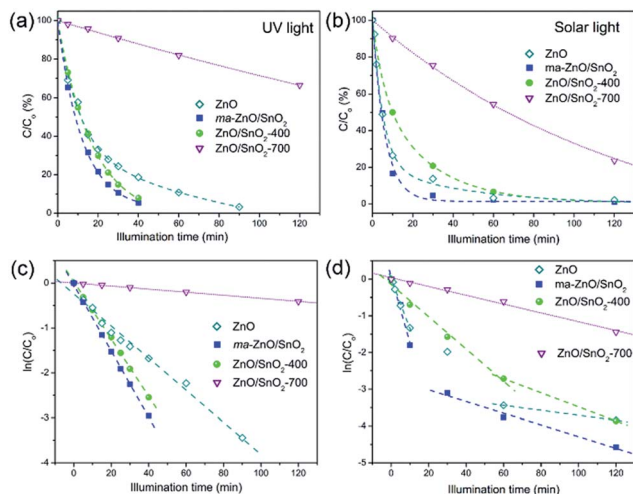 (a)
UV light
100
80
60
40
20
0
C/Co (%)
ZnO
ma-ZnO/SnO2
ZnO/SnO2-400
ZnO/SnO2-700
0 20 40 60 80 100 120
Illumination time (min)
(b)
Solar light
100
80
60
40
20
0
C/Co (%)
ZnO
ma-ZnO/SnO2
ZnO/SnO2-400
ZnO/SnO2-700
0 20 40 60 80 100 120
Illumination time (min)
(c)
0
-1
-2
-3
-4
ln(C/Co)
ZnO
ma-ZnO/SnO2
ZnO/SnO2-400
ZnO/SnO2-700
0 20 40 60 80 100 120
Illumination time (min)
(d)
0
-1
-2
-3
-4
-5
ln(C/Co)
ZnO
ma-ZnO/SnO2
ZnO/SnO2-400
ZnO/SnO2-700
0 20 40 60 80 100 120
Illumination time (min)